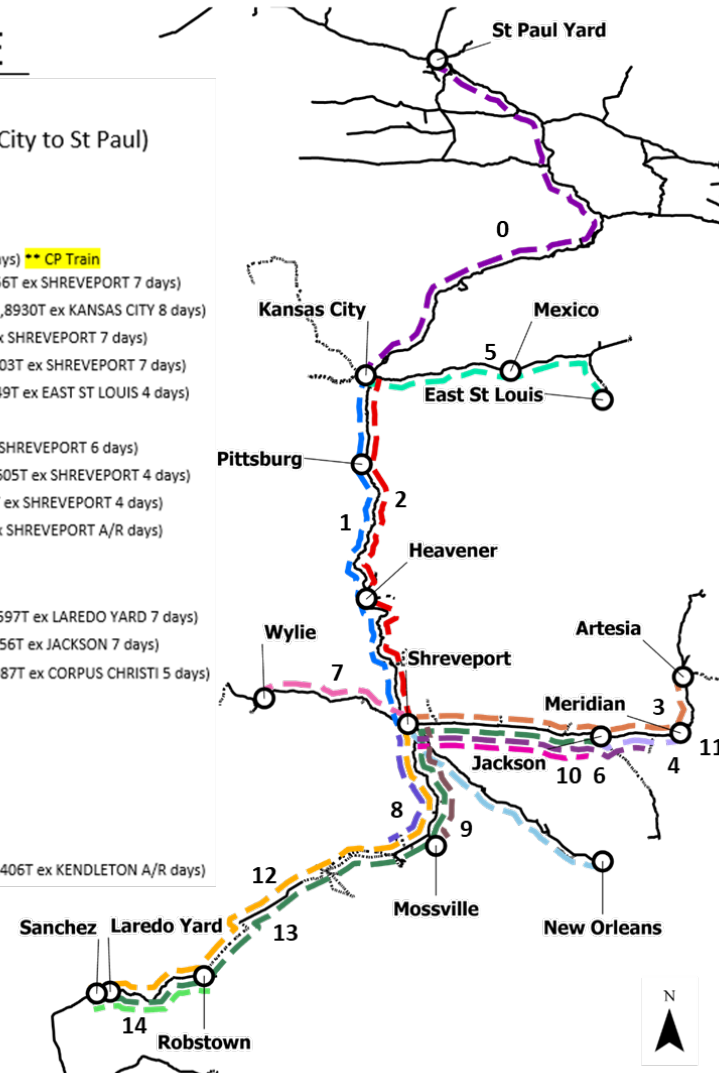 E
City to St Paul)
ays) ** CP Train
56T ex SHREVEPORT 7 days)
,8930T ex KANSAS CITY 8 days)
x SHREVEPORT 7 days)
03T ex SHREVEPORT 7 days)
49T ex EAST ST LOUIS 4 days)
SHREVEPORT 6 days)
605T ex SHREVEPORT 4 days)
ex SHREVEPORT 4 days)
x SHREVEPORT A/R days)
597T ex LAREDO YARD 7 days)
56T ex JACKSON 7 days)
87T ex CORPUS CHRISTI 5 days)
406T ex KENDLETON A/R days)
St Paul Yard
0
Kansas City
Mexico
5
East St Louis
Pittsburg
2
1
Heavener
Wylie
Artesia
Shreveport
7
Meridian
3
11
Jackson
10
6
4
8
9
12
Mossville
Sanchez
Laredo Yard
13
New Orleans
14
Robstown
N